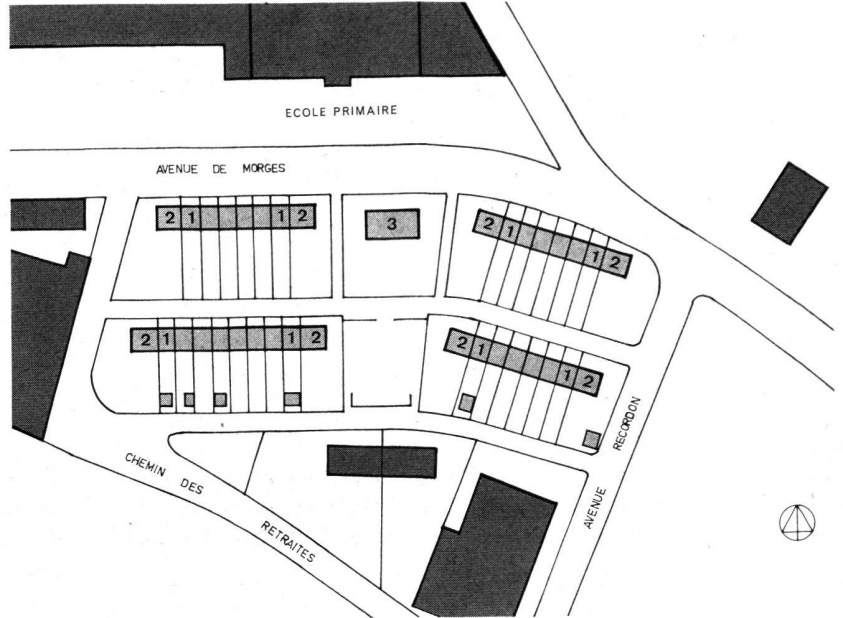 ECOLE PRIMAIRE
AVENUE DE MORGES
2 1 1 2
3
2 1 1 2
2 1 1 2
2 1 1 2
CHEMIN DES RETRAITES
AVENUE RECORDON